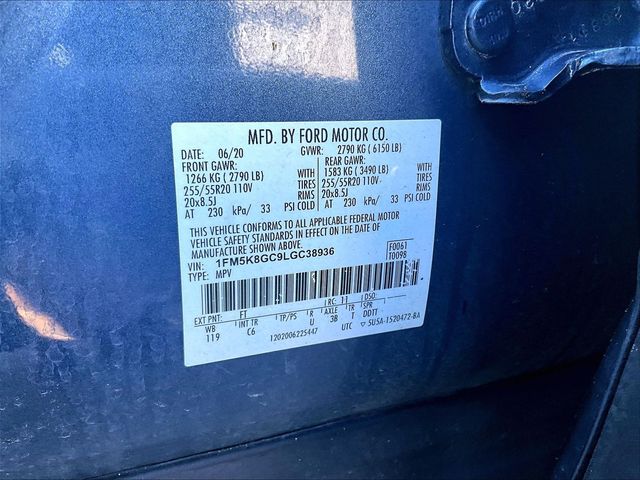 MFD. BY FORD MOTOR CO.
DATE: 06/20 GVWR: 2790 KG ( 6150 LB)
FRONT GAWR: REAR GAWR:
1266 KG ( 2790 LB) WITH 1583 KG ( 3490 LB) WITH
255/55R20 110V TIRES 255/55R20 110V TIRES
20x8.5J RIMS 20x8.5J RIMS
AT 230 kPa/ 33 PSI COLD AT 230 kPa/ 33 PSI COLD
THIS VEHICLE CONFORMS TO ALL APPLICABLE FEDERAL MOTOR
VEHICLE SAFETY STANDARDS IN EFFECT ON THE DATE OF
MANUFACTURE SHOWN ABOVE.
VIN: 1FM5K8GC9LGC38936 F0061
TYPE: MPV T0098
EXT PNT: FT RC: 11 DSO:
WB INT TR TP/PS R AXLE TR SPR
119 C6 U 3B T DDTT
1202006225447 UTC ▽ 5U5A-1520472-BA